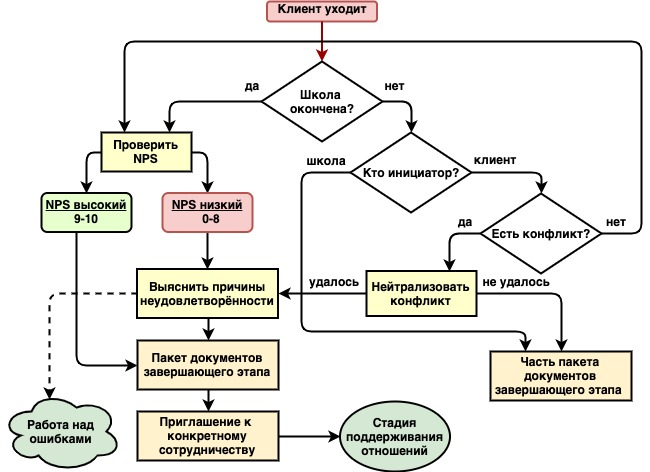 Клиент уходит
да
нет
Школа
окончена?
Проверить
NPS
школа
Кто инициатор?
клиент
NPS высокий
9-10
NPS низкий
0-8
да
Есть конфликт?
нет
Выяснить причины
неудовлетворённости
удалось
Нейтрализовать
конфликт
не удалось
Пакет документов
завершающего этапа
Часть пакета
документов
завершающего этапа
Работа над
ошибками
Приглашение к
конкретному
сотрудничеству
Стадия
поддерживания
отношений